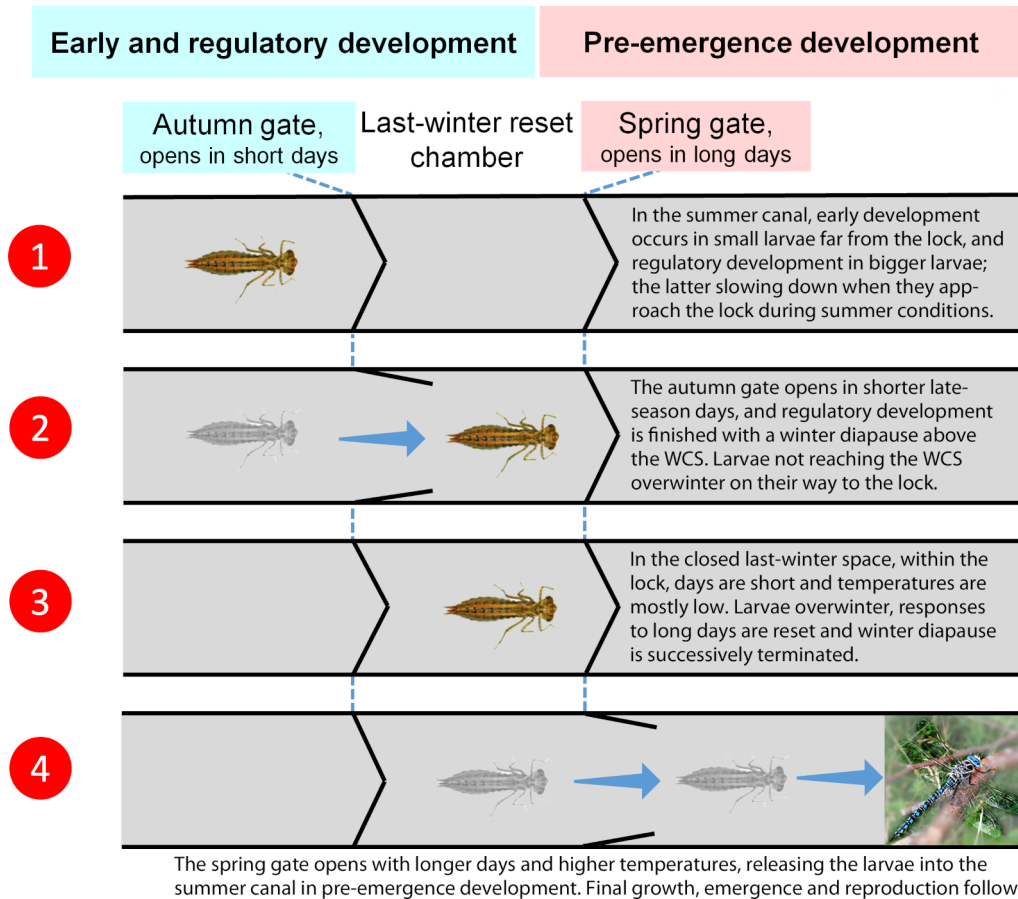 Early and regulatory development
Pre-emergence development
Autumn gate,
opens in short days
Last-winter reset
chamber
Spring gate,
opens in long days
1
In the summer canal, early development
occurs in small larvae far from the lock, and
regulatory development in bigger larvae;
the latter slowing down when they app-
roach the lock during summer conditions.
2
The autumn gate opens in shorter late-
season days, and regulatory development
is finished with a winter diapause above
the WCS. Larvae not reaching the WCS
overwinter on their way to the lock.
3
In the closed last-winter space, within the
lock, days are short and temperatures are
mostly low. Larvae overwinter, responses
to long days are reset and winter diapause
is successively terminated.
4
The spring gate opens with longer days and higher temperatures, releasing the larvae into the
summer canal in pre-emergence development. Final growth, emergence and reproduction follow